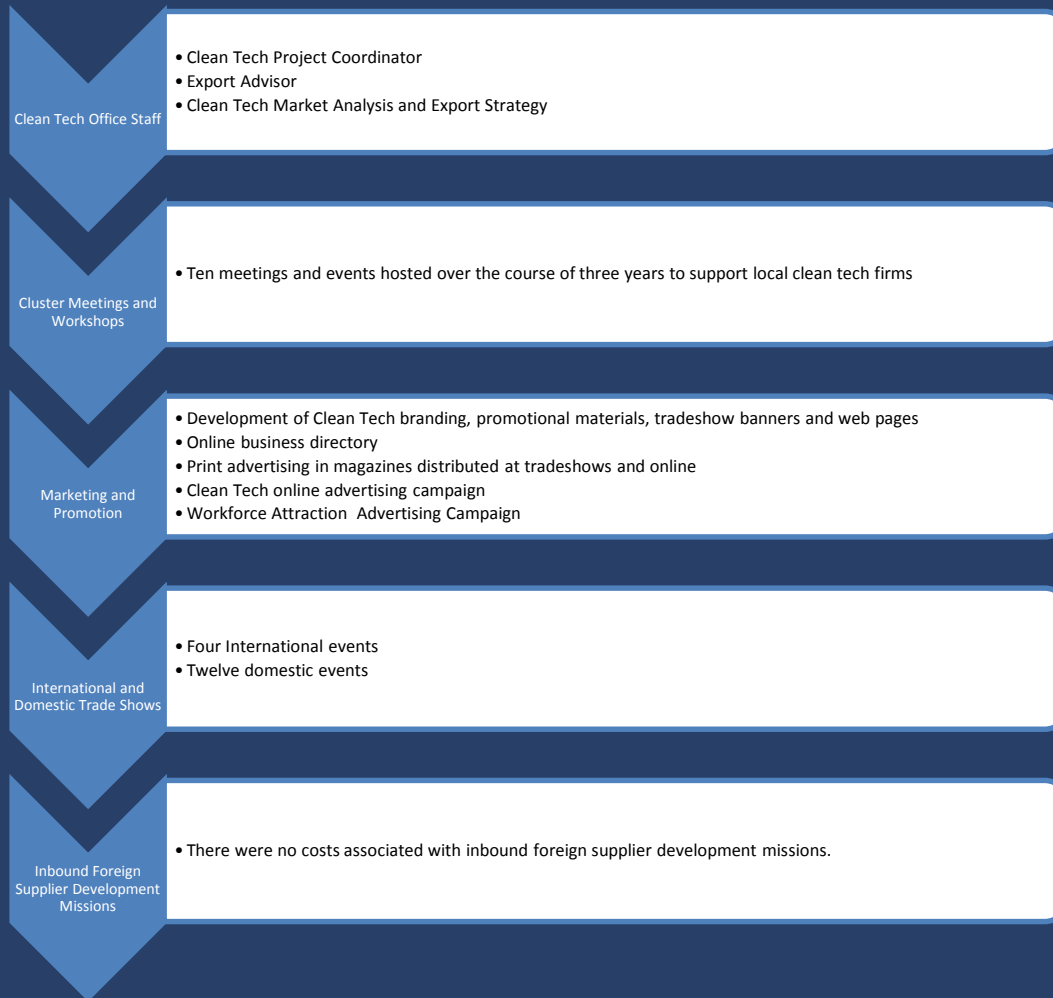 Clean Tech Office Staff
• Clean Tech Project Coordinator
• Export Advisor
• Clean Tech Market Analysis and Export Strategy
Cluster Meetings and
Workshops
• Ten meetings and events hosted over the course of three years to support local clean tech firms
Marketing and
Promotion
• Development of Clean Tech branding, promotional materials, tradeshow banners and web pages
• Online business directory
• Print advertising in magazines distributed at tradeshows and online
• Clean Tech online advertising campaign
• Workforce Attraction  Advertising Campaign
International and
Domestic Trade Shows
• Four International events
• Twelve domestic events
Inbound Foreign
Supplier Development
Missions
• There were no costs associated with inbound foreign supplier development missions.